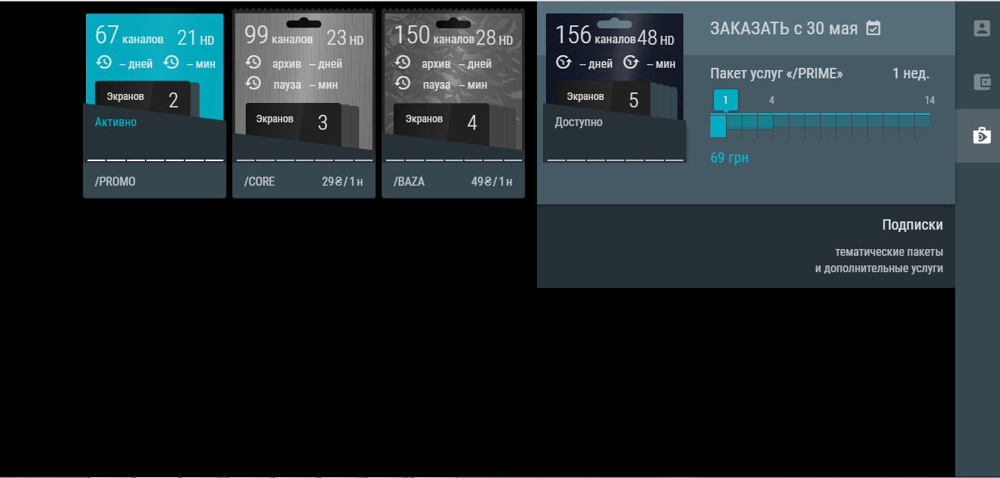 67 каналов 21 HD
-- дней -- мин
Экранов 2
Активно
/PROMO
99 каналов 23 HD
архив -- дней
пауза -- мин
Экранов 3
/CORE 29₴/1н
150 каналов 28 HD
архив -- дней
пауза -- мин
Экранов 4
/BAZA 49₴/1н
156 каналов 48 HD
-- дней -- мин
Экранов 5
Доступно
ЗАКАЗАТЬ с 30 мая
Пакет услуг «/PRIME» 1 нед.
1 4 14
69 грн
Подписки
тематические пакеты
и дополнительные услуги